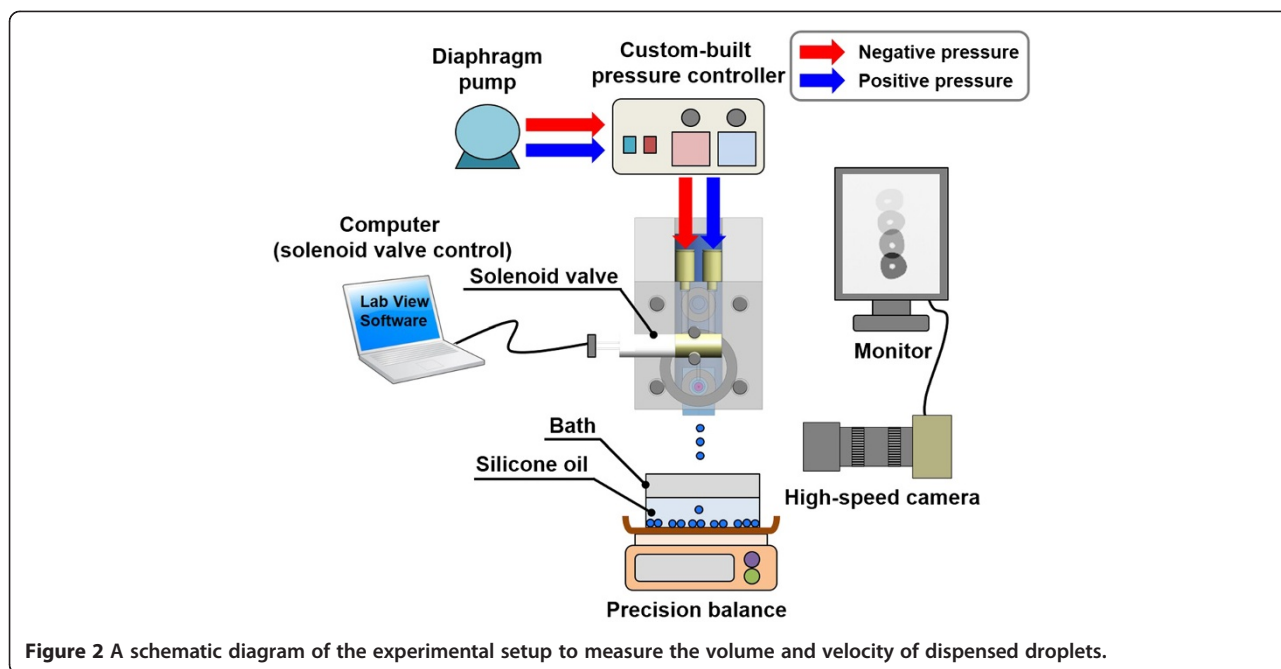 Diaphragm
pump
Custom-built
pressure controller
Negative pressure
Positive pressure
Computer
(solenoid valve control)
Solenoid valve
Lab View
Software
Monitor
Bath
Silicone oil
High-speed camera
Precision balance
Figure 2 A schematic diagram of the experimental setup to measure the volume and velocity of dispensed droplets.